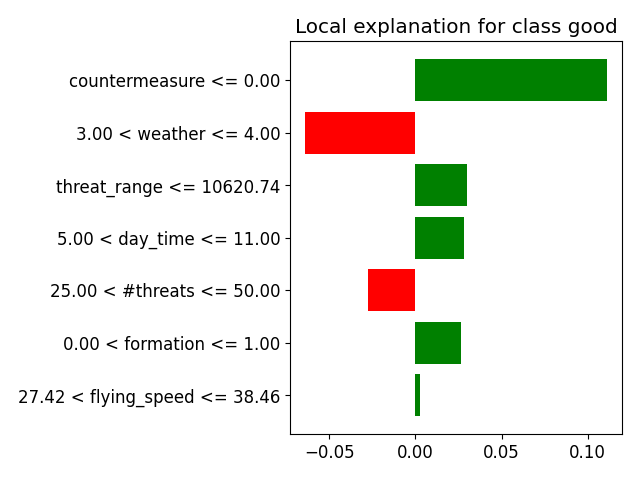 Local explanation for class good
countermeasure <= 0.00
3.00 < weather <= 4.00
threat_range <= 10620.74
5.00 < day_time <= 11.00
25.00 < #threats <= 50.00
0.00 < formation <= 1.00
27.42 < flying_speed <= 38.46
−0.05 0.00 0.05 0.10